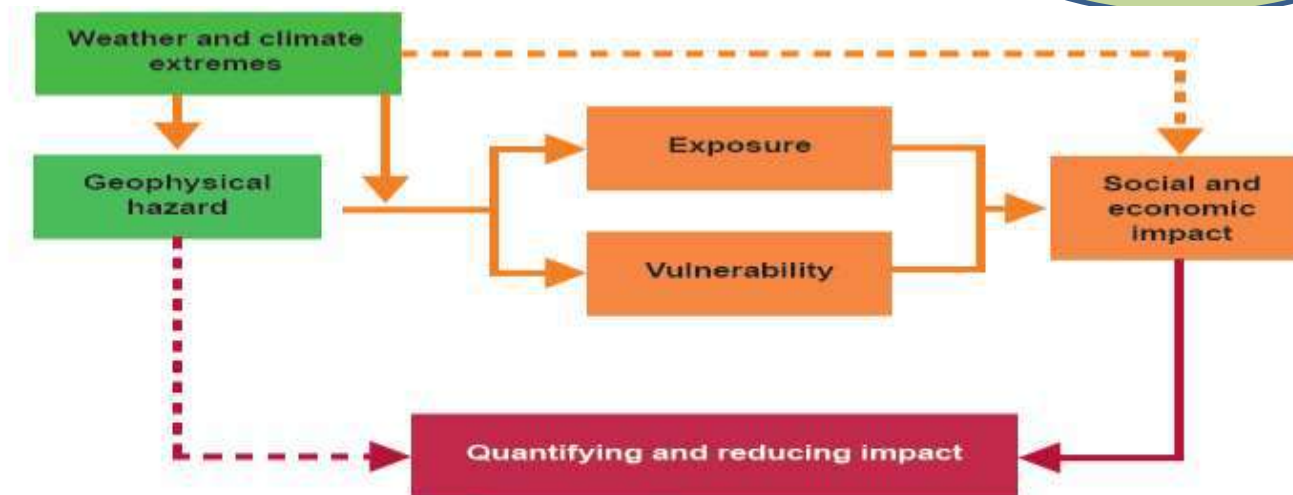 Weather and climate
extremes
Geophysical
hazard
Exposure
Vulnerability
Social and
economic
impact
Quantifying and reducing impact